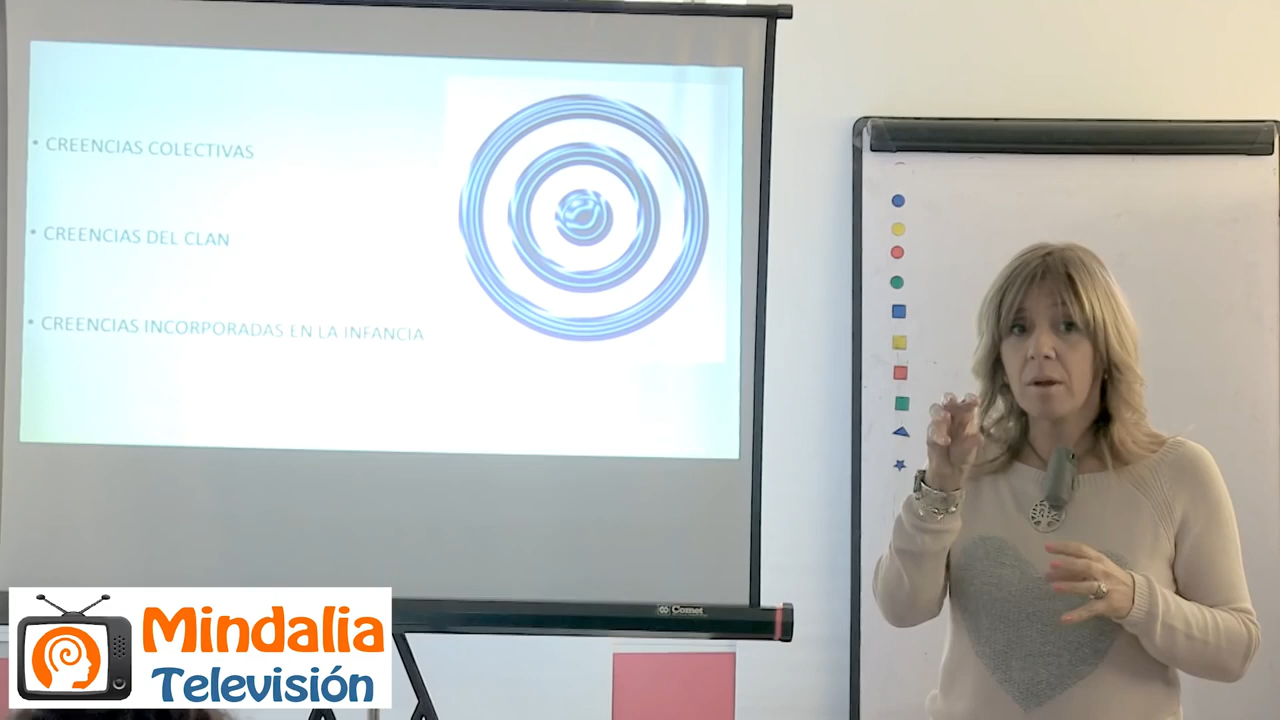 • CREENCIAS COLECTIVAS
• CREENCIAS DEL CLAN
• CREENCIAS INCORPORADAS EN LA INFANCIA
Comet
Mindalia
Televisión